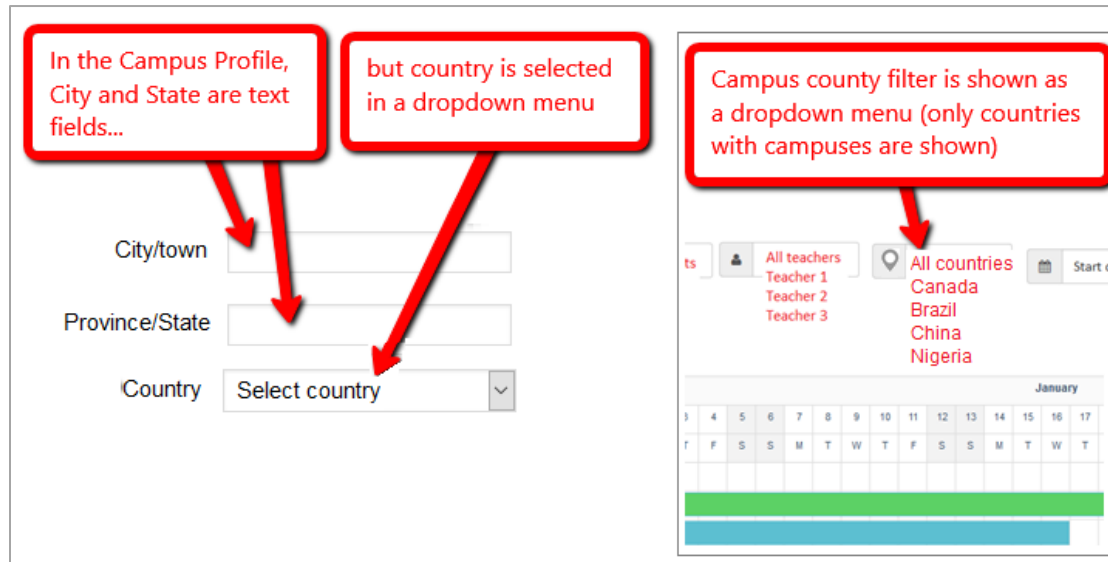 In the Campus Profile,
City and State are text
fields...
but country is selected
in a dropdown menu
Campus county filter is shown as
a dropdown menu (only countries
with campuses are shown)
City/town
Province/State
Country
Select country
ts
All teachers
Teacher 1
Teacher 2
Teacher 3
All countries
Canada
Brazil
China
Nigeria
Start d
January
3 4 5 6 7 8 9 10 11 12 13 14 15 16 17
T F S S M T W T F S S M T W T